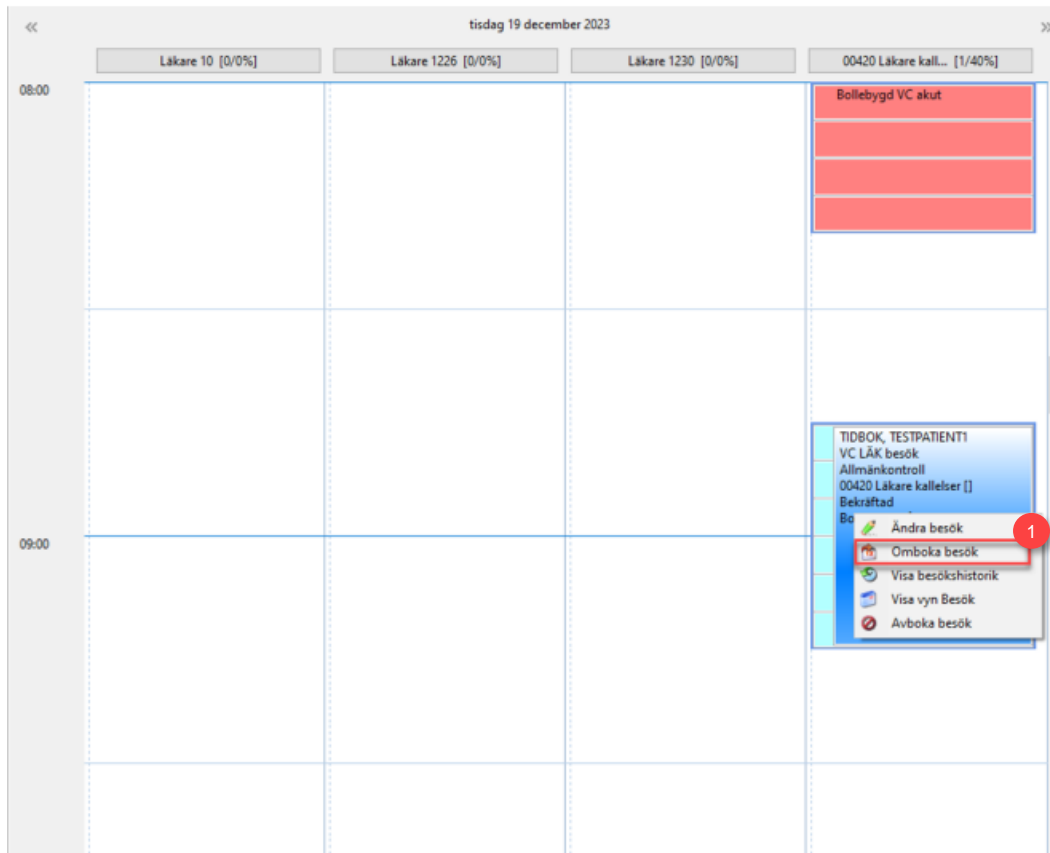 tisdag 19 december 2023
Läkare 10 [0/0%]
Läkare 1226 [0/0%]
Läkare 1230 [0/0%]
00420 Läkare kall... [1/40%]
08:00
Bollebygd VC akut
TIDBOK, TESTPATIENT1
VC LÄK besök
Allmänkontroll
00420 Läkare kallelser []
Bekräftad
Ändra besök
1
Omboka besök
09:00
Visa besökshistorik
Visa vyn Besök
Avboka besök